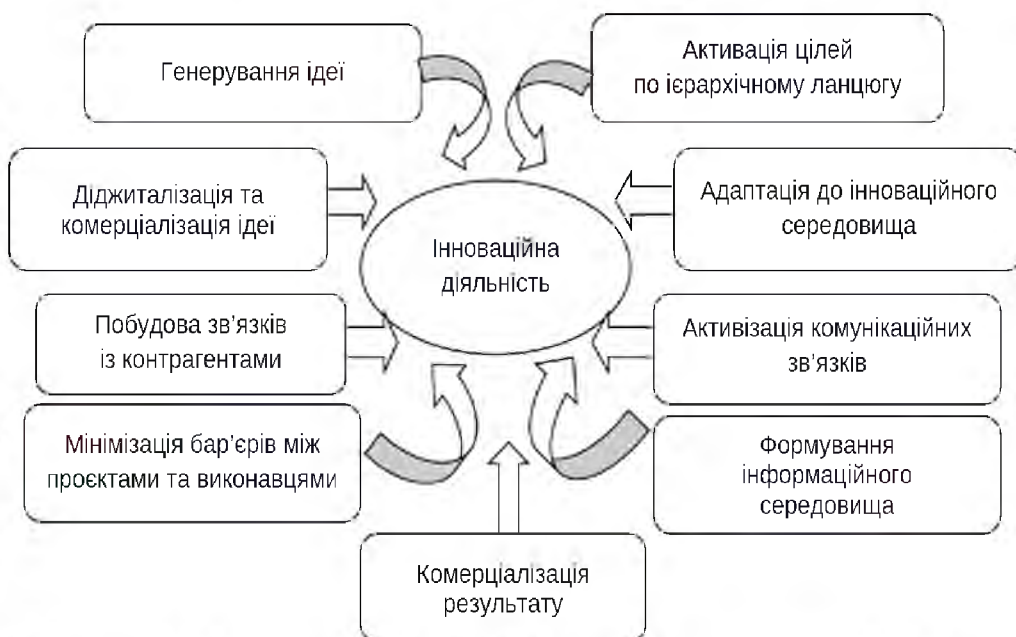 Генерування ідеї
Активація цілей
по ієрархічному ланцюгу
Діджиталізація та
комерціалізація ідеї
Адаптація до інноваційного
середовища
Інноваційна
діяльність
Побудова зв'язків
із контрагентами
Активізація комунікаційних
зв'язків
Мінімізація бар'єрів між
проєктами та виконавцями
Формування
інформаційного
середовища
Комерціалізація
результату